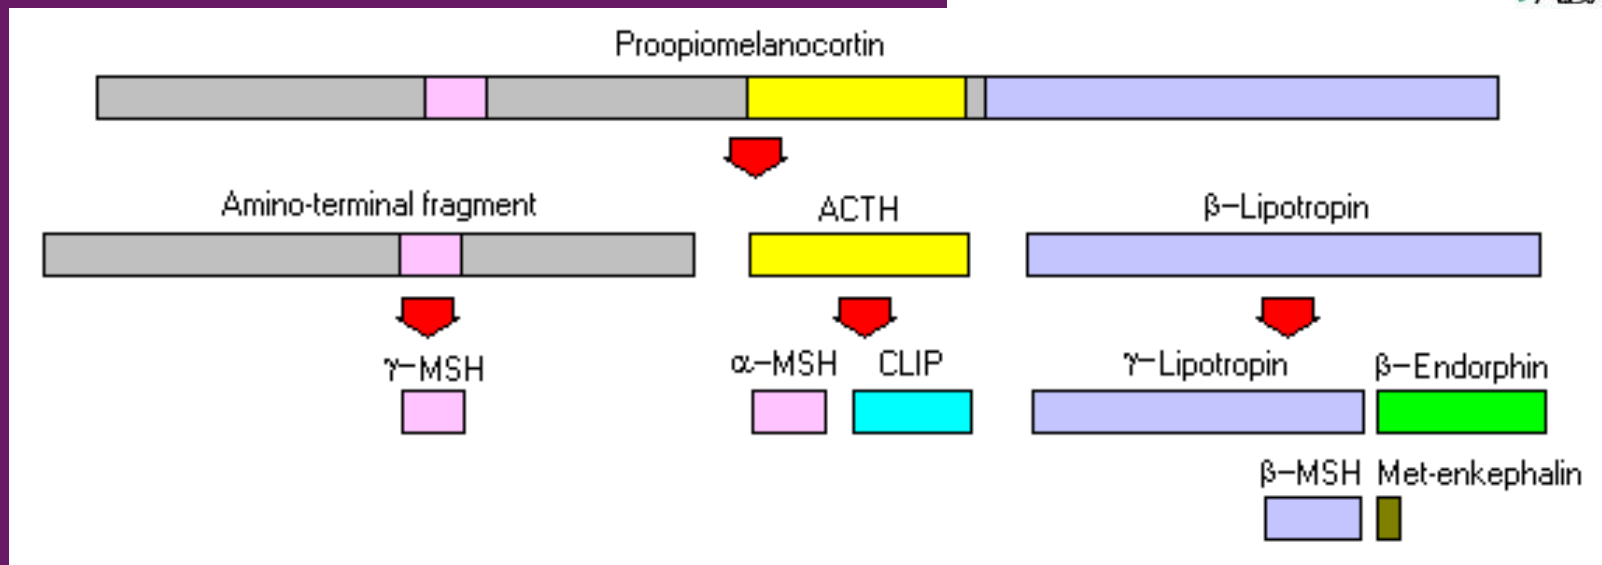 Proopiomelanocortin
Amino-terminal fragment
ACTH
β-Lipotropin
γ-MSH
α-MSH
CLIP
γ-Lipotropin
β-Endorphin
β-MSH
Met-enkephalin